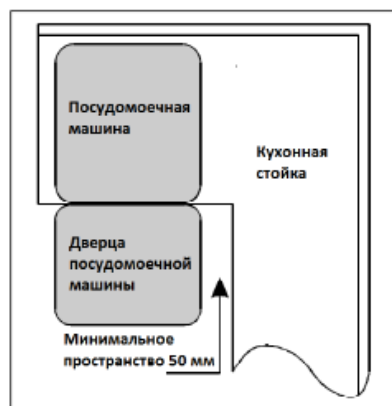 Посудомоечная
машина
Кухонная
стойка
Дверца
посудомоечной
машины
Минимальное
пространство 50 мм